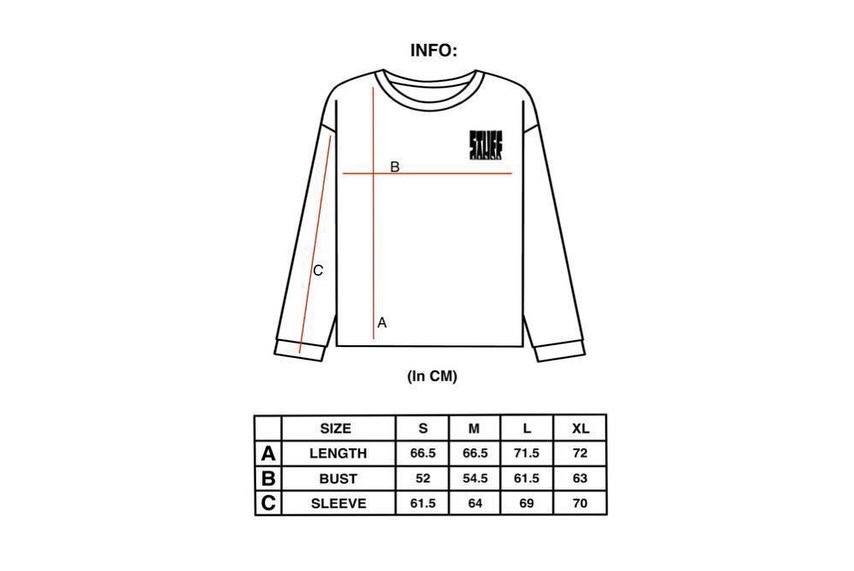 INFO:
STUFF
B
C
A
(In CM)
SIZE S M L XL
A LENGTH 66.5 66.5 71.5 72
B BUST 52 54.5 61.5 63
C SLEEVE 61.5 64 69 70